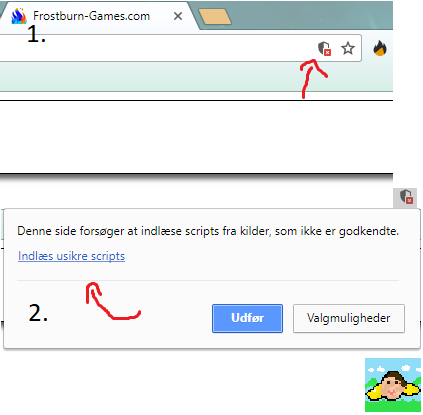 Frostburn-Games.com
1.
Denne side forsøger at indlæse scripts fra kilder, som ikke er godkendte.
Indlæs usikre scripts
2.
Udfør
Valgmuligheder